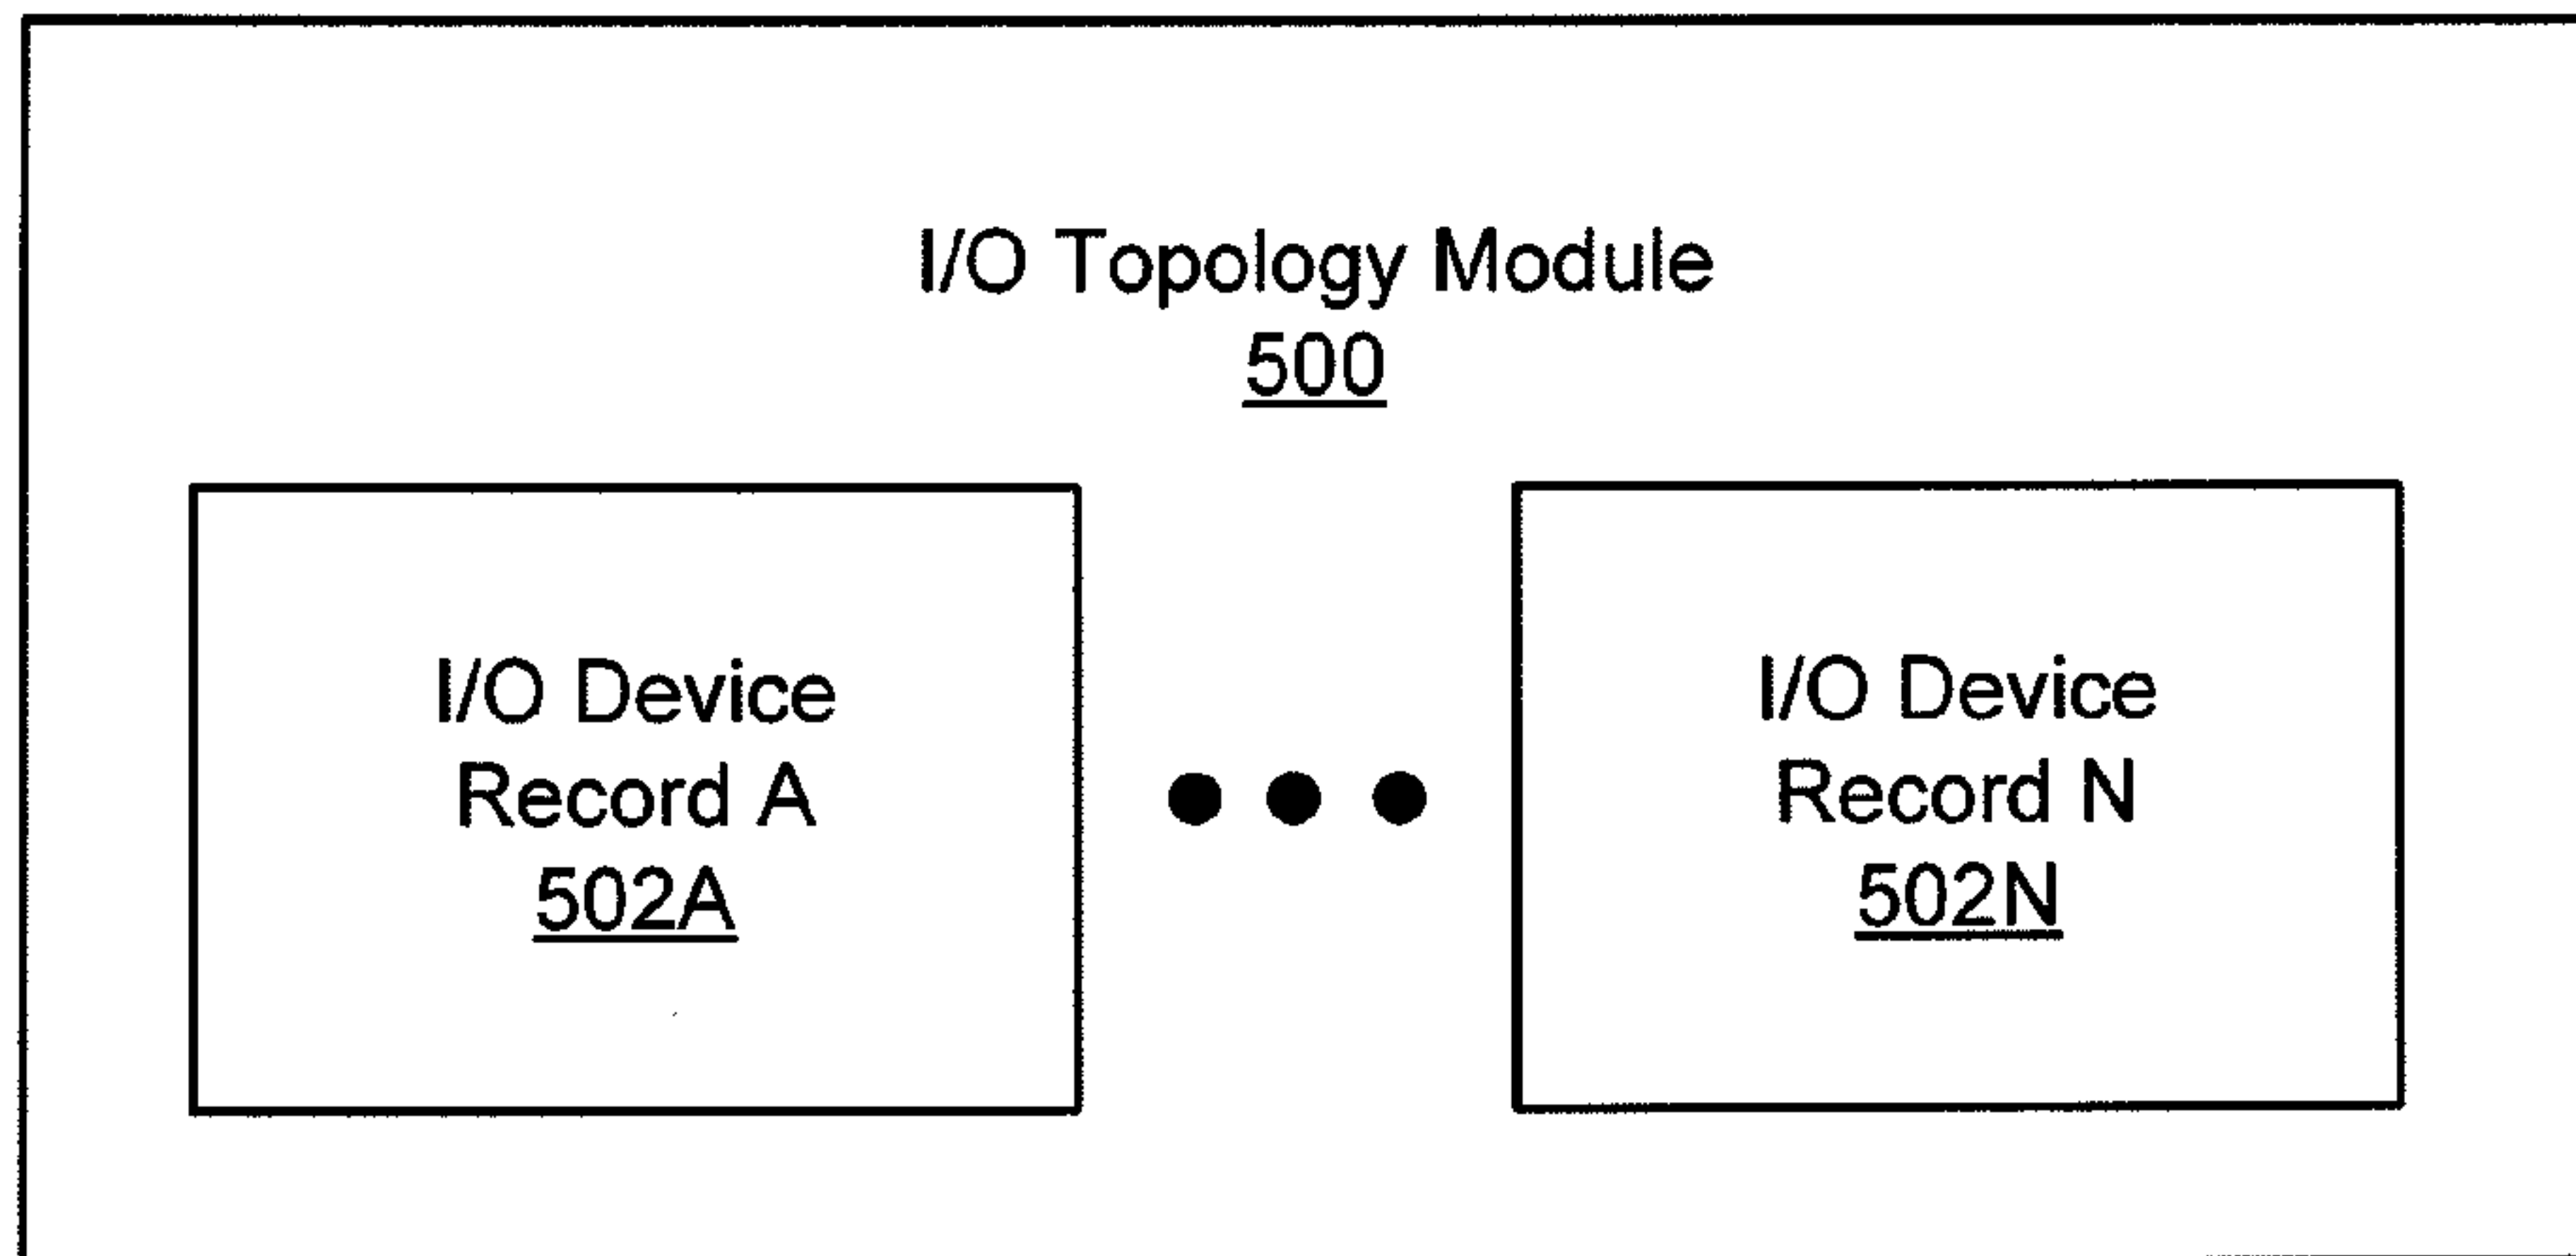 I/O Topology Module
500
I/O Device
Record A
502A
I/O Device
Record N
502N